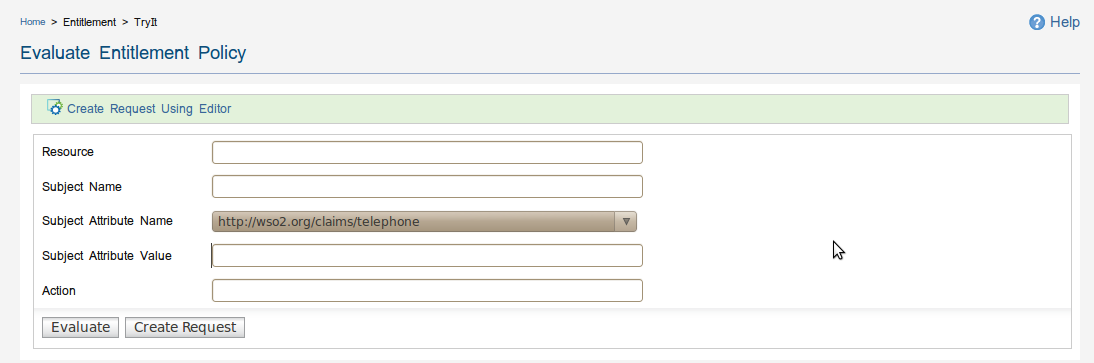 Home > Entitlement > TryIt
Help
Evaluate Entitlement Policy
Create Request Using Editor
Resource
Subject Name
Subject Attribute Name http://wso2.org/claims/telephone
Subject Attribute Value
Action
Evaluate Create Request